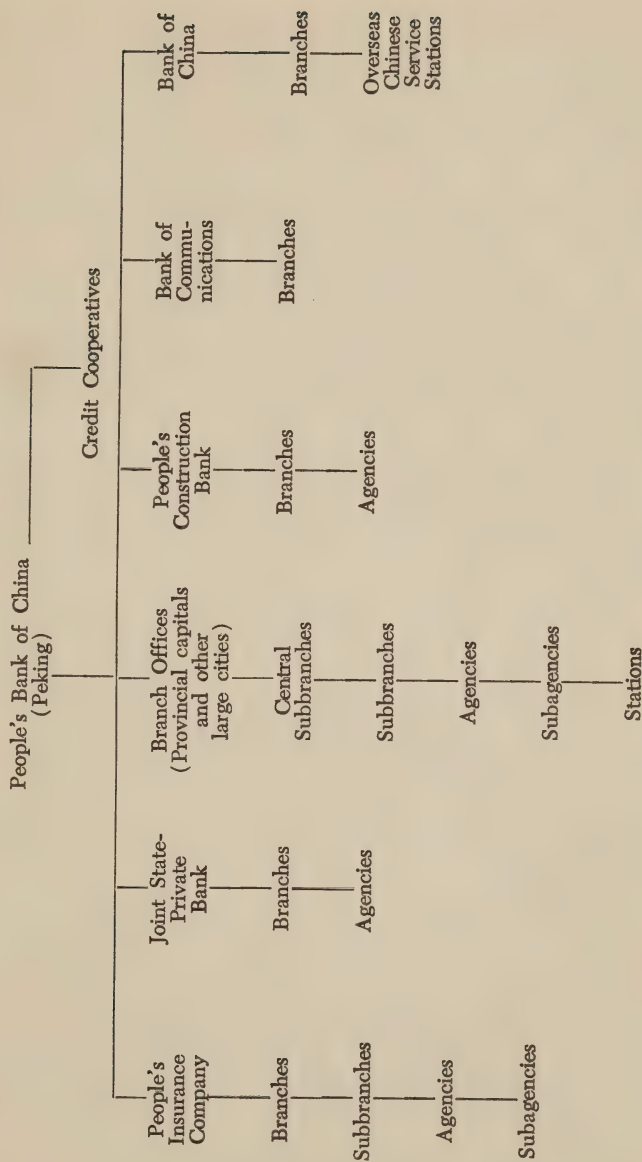 People's Bank of China
(Peking)
Credit Cooperatives
People's
Insurance
Company
Branches
Subbranches
Agencies
Subagencies
Joint State-
Private
Bank
Branches
Agencies
Branch Offices
(Provincial capitals
and other
large cities)
Central
Subbranches
Subbranches
Agencies
Subagencies
Stations
People's
Construction
Bank
Branches
Agencies
Bank of
Commu-
nications
Branches
Bank of
China
Branches
Overseas
Chinese
Service
Stations